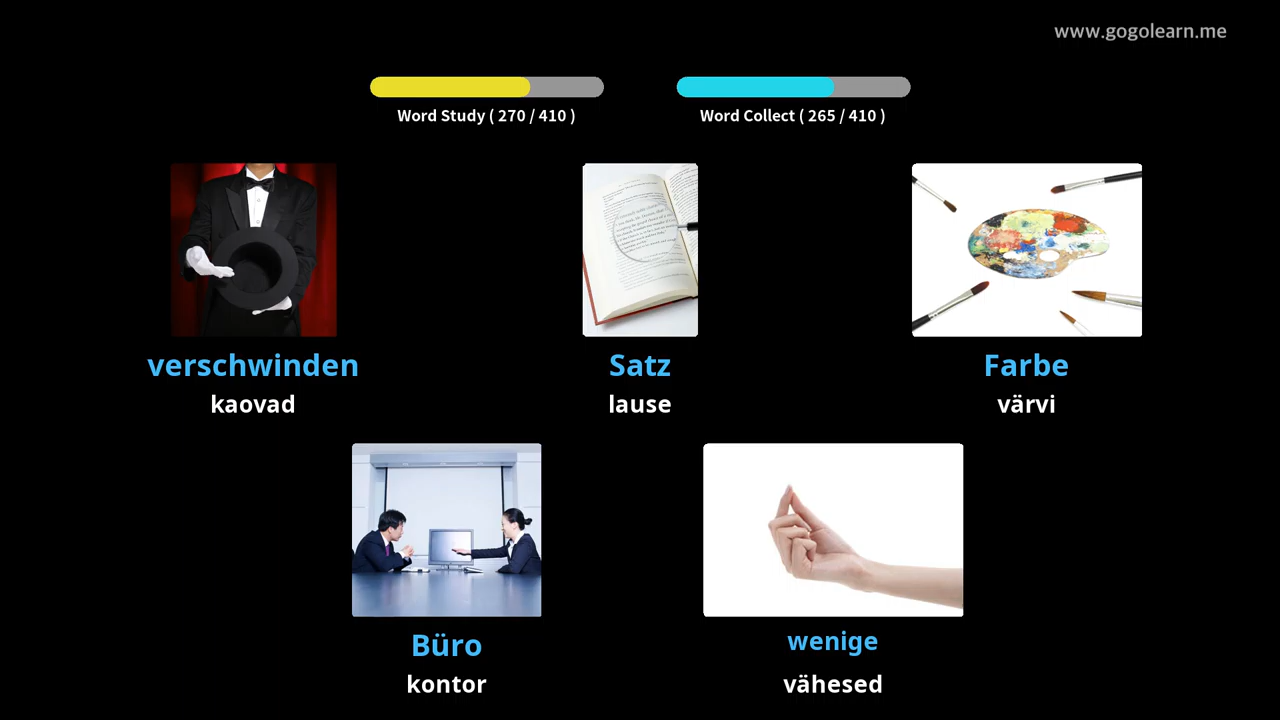 www.gogolearn.me
Word Study ( 270 / 410 )
Word Collect ( 265 / 410 )
verschwinden
kaovad
Satz
lause
Farbe
värvi
Büro
kontor
wenige
vähesed